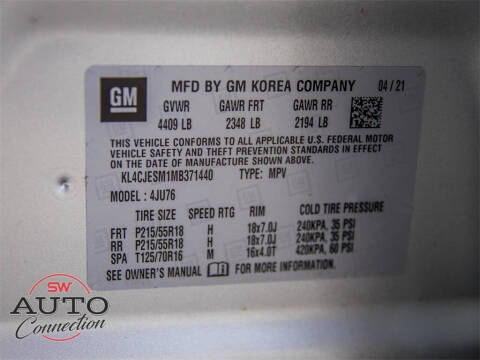 GM
MFD BY GM KOREA COMPANY 04/21
GVWR GAWR FRT GAWR RR
4409 LB 2348 LB 2194 LB
THIS VEHICLE CONFORMS TO ALL APPLICABLE U.S. FEDERAL MOTOR
VEHICLE SAFETY AND THEFT PREVENTION STANDARDS IN EFFECT
ON THE DATE OF MANUFACTURE SHOWN ABOVE.
KL4CJESM1MB371440 TYPE: MPV
MODEL: 4JU76
TIRE SIZE SPEED RTG RIM COLD TIRE PRESSURE
FRT P215/55R18 H 18x7.0J 240KPA, 35 PSI
RR P215/55R18 H 18x7.0J 240KPA, 35 PSI
SPA T125/70R16 M 16x4.0T 420KPA, 60 PSI
SEE OWNER'S MANUAL FOR MORE INFORMATION.
SW
AUTO
Connection